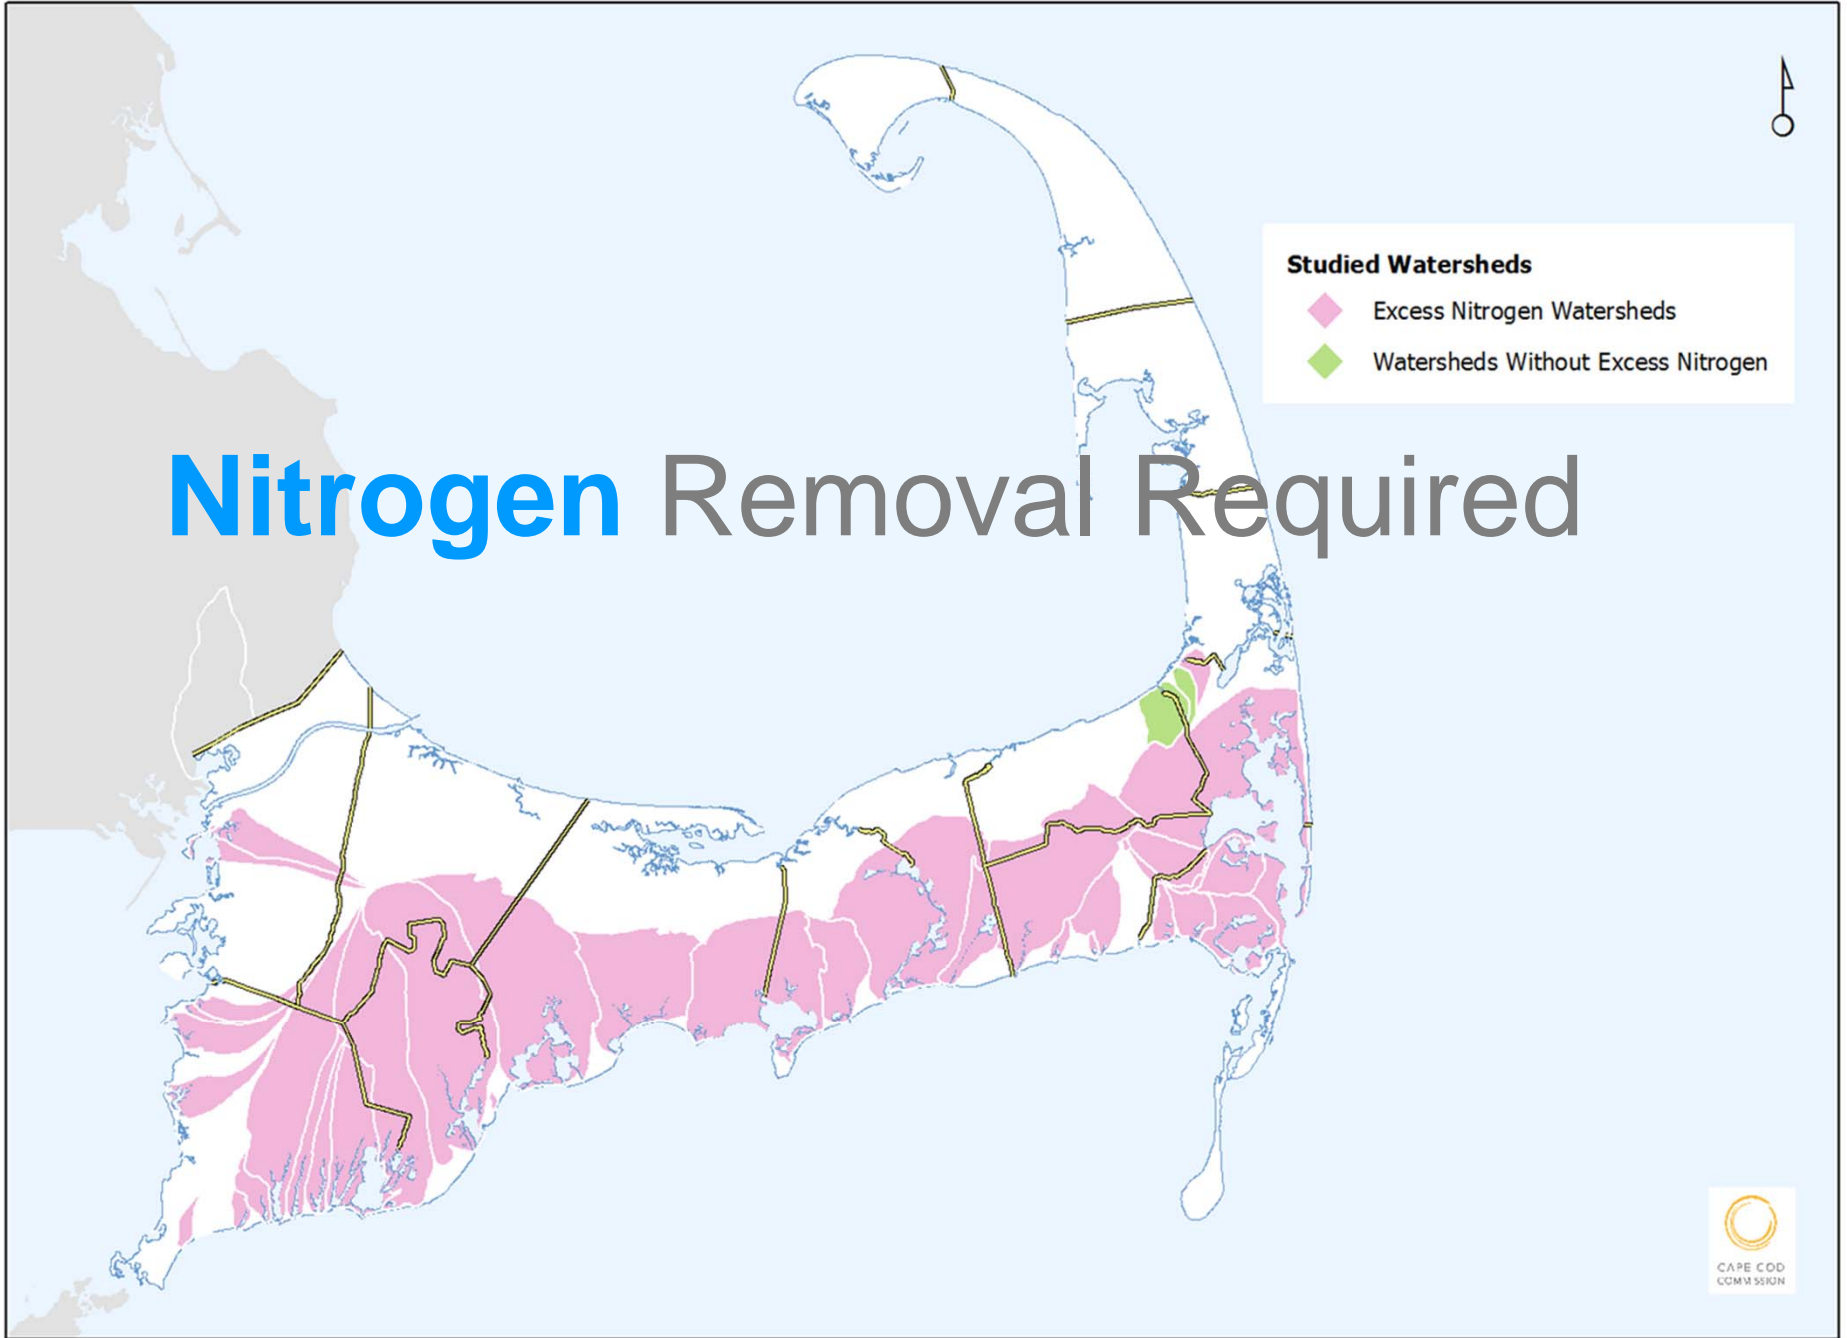 Studied Watersheds
Excess Nitrogen Watersheds
Watersheds Without Excess Nitrogen
Nitrogen Removal Required
CAPE COD
COMMISSION